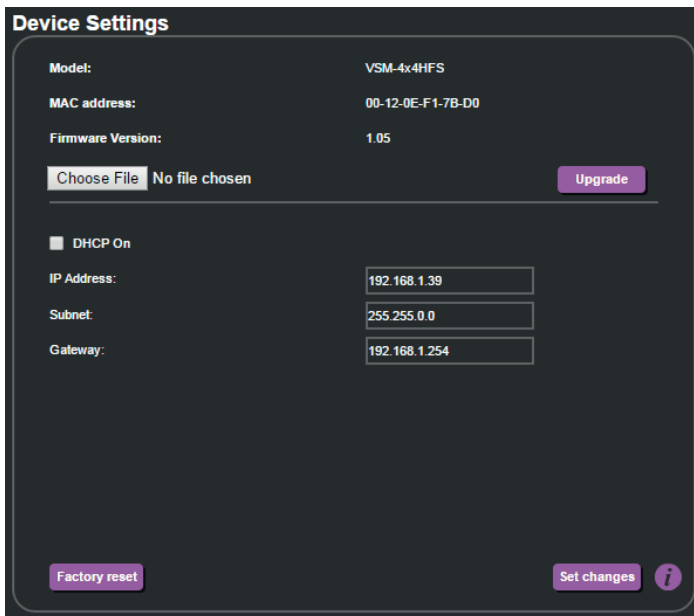 Device Settings
Model: VSM-4x4HFS
MAC address: 00-12-0E-F1-7B-D0
Firmware Version: 1.05
Choose File No file chosen Upgrade
DHCP On
IP Address: 192.168.1.39
Subnet: 255.255.0.0
Gateway: 192.168.1.254
Factory reset Set changes i